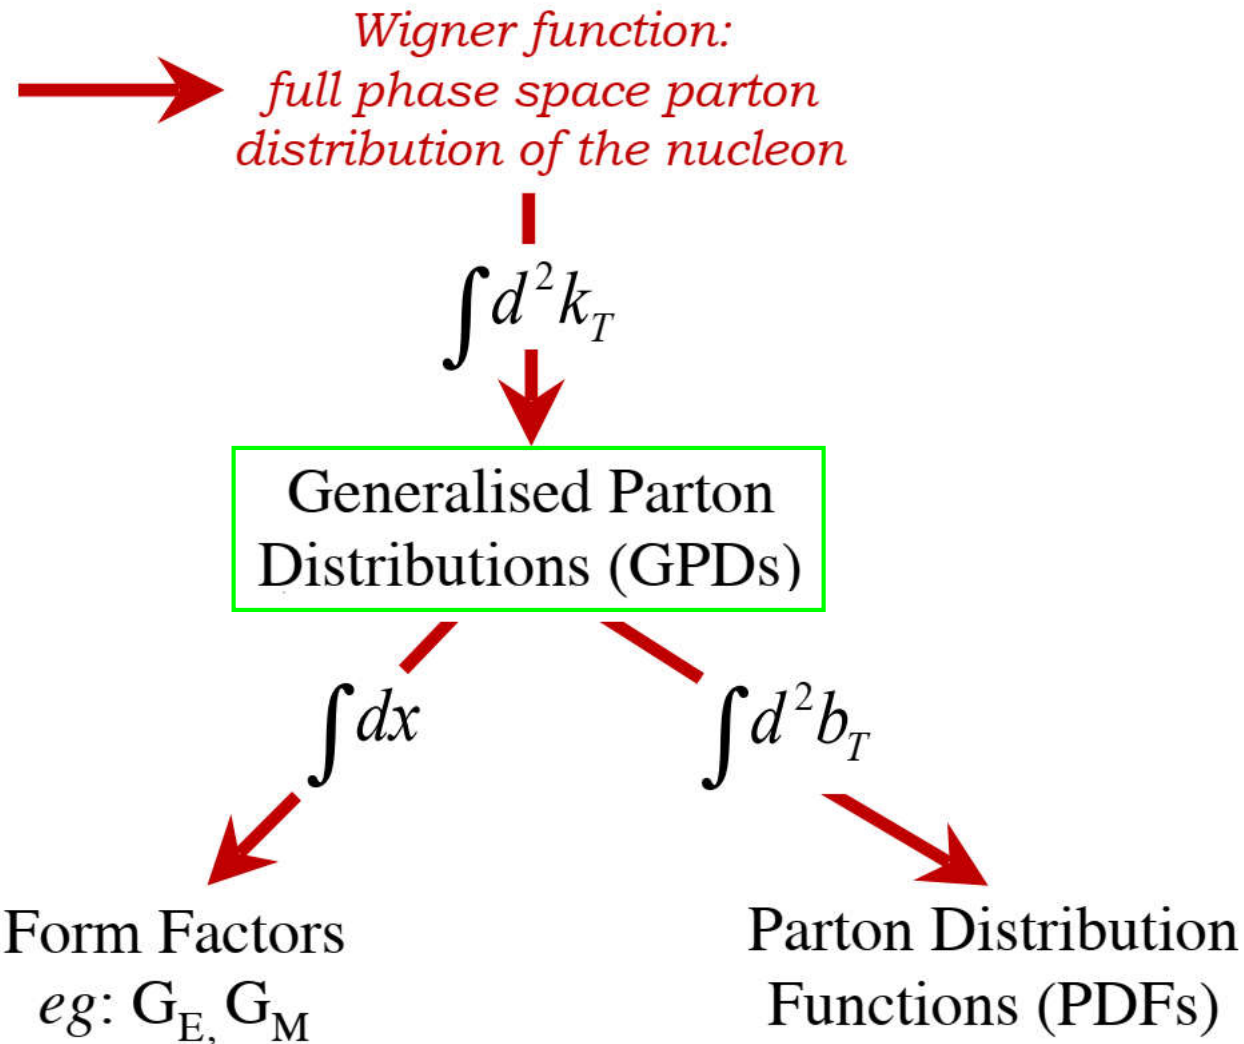 Wigner function:
full phase space parton
distribution of the nucleon
∫d²k_T
Generalised Parton
Distributions (GPDs)
∫dx
∫d²b_T
Form Factors
eg: G_E, G_M
Parton Distribution
Functions (PDFs)